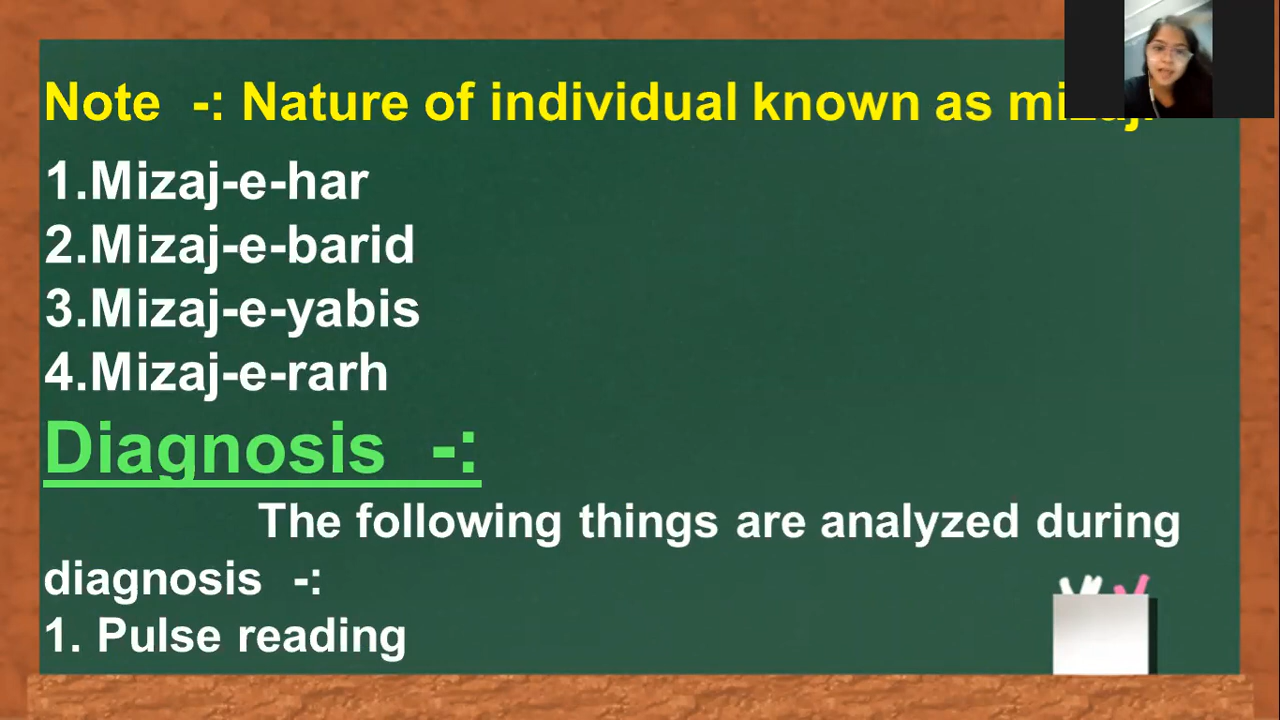 Note -: Nature of individual known as mizaj.
1.Mizaj-e-har
2.Mizaj-e-barid
3.Mizaj-e-yabis
4.Mizaj-e-rarh
Diagnosis -:
The following things are analyzed during
diagnosis -:
1. Pulse reading